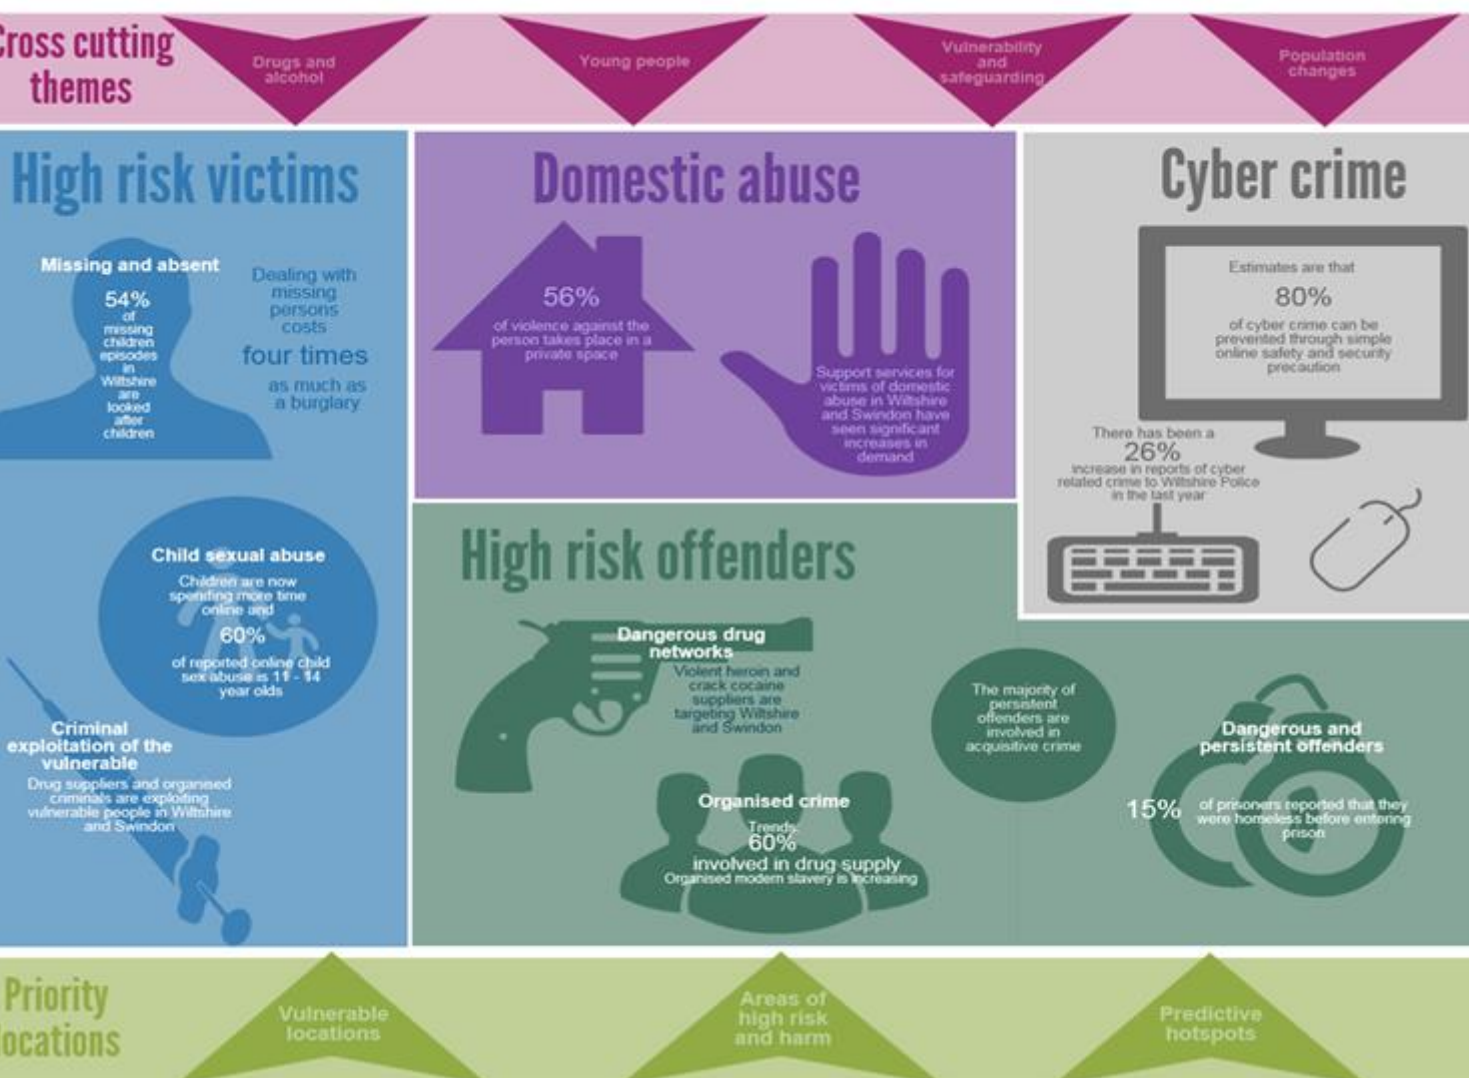 Cross cutting
themes
Drugs and
alcohol
Young people
Vulnerability
and
safeguarding
Population
changes
High risk victims
Missing and absent
54%
of
missing
children
episodes
in
Wiltshire
are
looked
after
children
Dealing with
missing
persons
costs
four times
as much as
a burglary
Child sexual abuse
Children are now
spending more time
online and
60%
of reported online child
sex abuse is 11 - 14
year olds
Criminal
exploitation of the
vulnerable
Drug suppliers and organised
criminals are exploiting
vulnerable people in Wiltshire
and Swindon
Domestic abuse
56%
of violence against the
person takes place in a
private space
Support services for
victims of domestic
abuse in Wiltshire
and Swindon have
seen significant
increases in
demand
Cyber crime
Estimates are that
80%
of cyber crime can be
prevented through simple
online safety and security
precaution
There has been a
26%
increase in reports of cyber
related crime to Wiltshire Police
in the last year
High risk offenders
Dangerous drug
networks
Violent heroin and
crack cocaine
suppliers are
targeting Wiltshire
and Swindon
Organised crime
Trends:
60%
involved in drug supply
Organised modern slavery is increasing
The majority of
persistent
offenders are
involved in
acquisitive crime
Dangerous and
persistent offenders
15%
of prisoners reported that they
were homeless before entering
prison
Priority
locations
Vulnerable
locations
Areas of
high risk
and harm
Predictive
hotspots